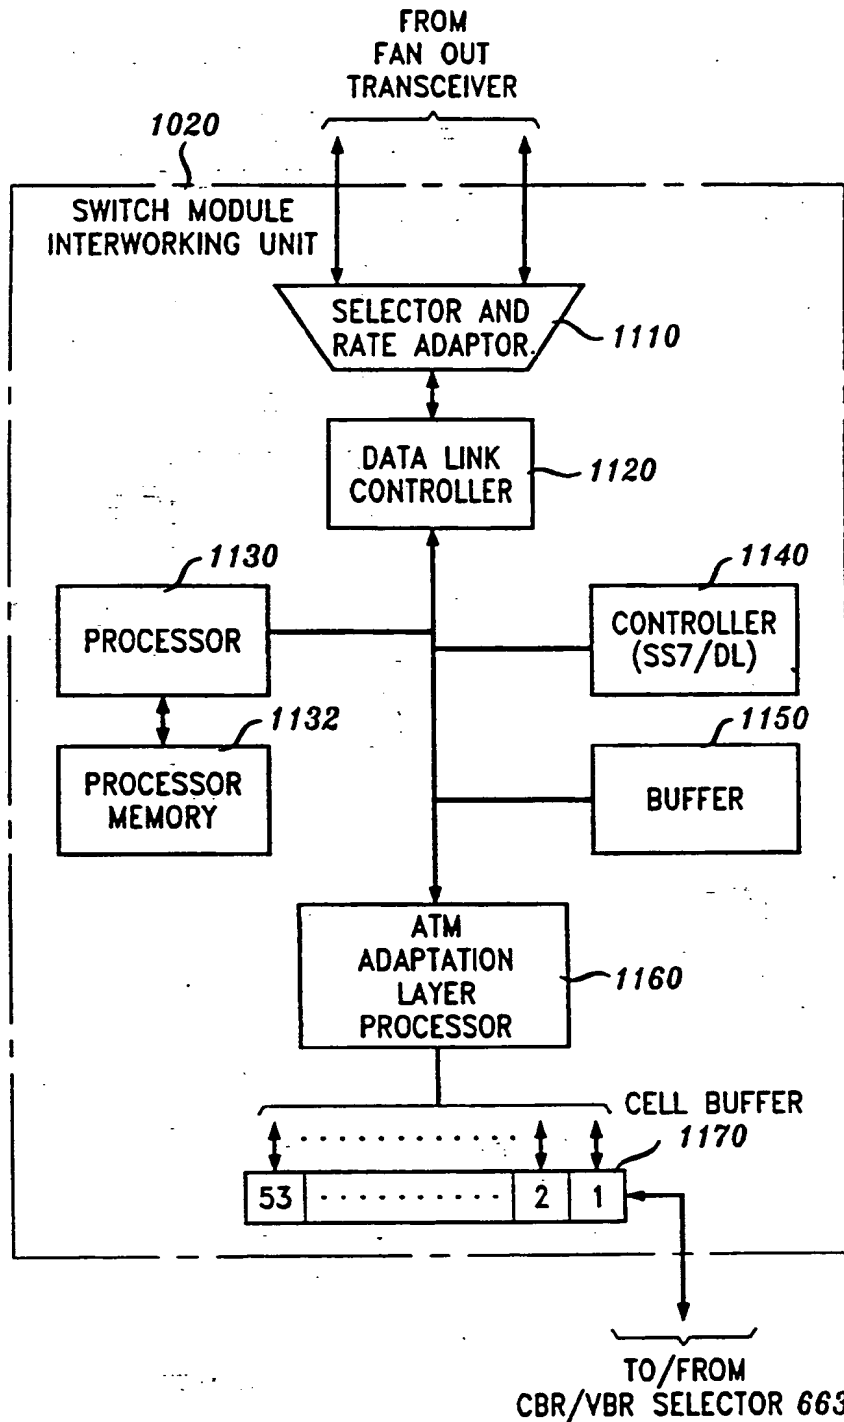 FROM
FAN OUT
TRANSCEIVER
1020
SWITCH MODULE
INTERWORKING UNIT
SELECTOR AND
RATE ADAPTOR.
1110
DATA LINK
CONTROLLER
1120
1130
PROCESSOR
1140
CONTROLLER
(SS7/DL)
1132
PROCESSOR
MEMORY
1150
BUFFER
ATM
ADAPTATION
LAYER
PROCESSOR
1160
CELL BUFFER
1170
53
2
1
TO/FROM
CBR/VBR SELECTOR 663